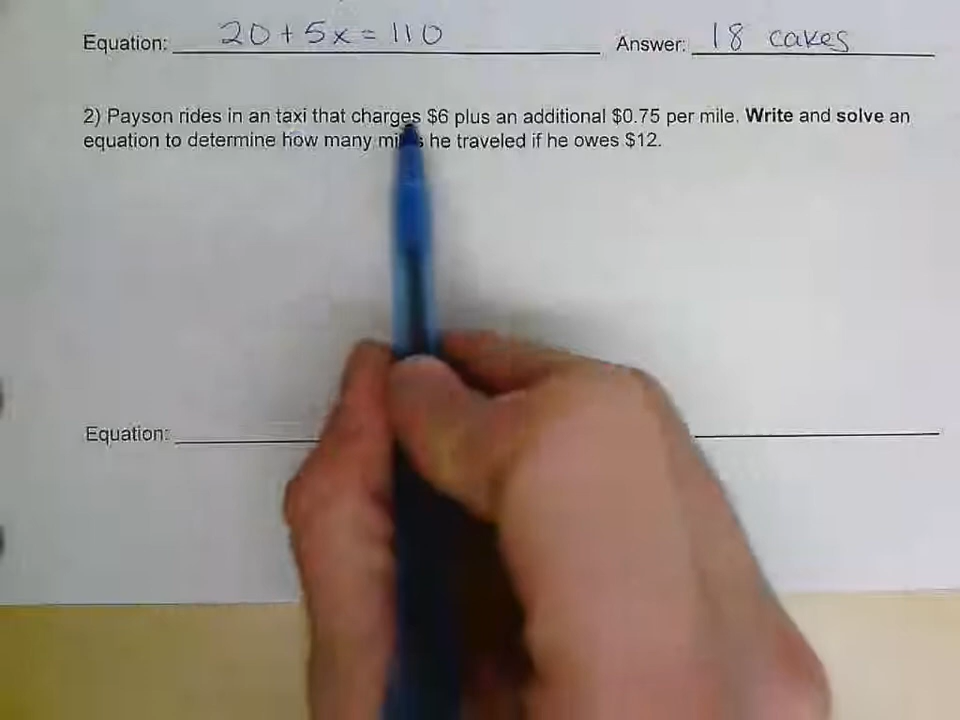 Equation: 20 + 5x = 110 Answer: 18 cakes
2) Payson rides in an taxi that charges $6 plus an additional $0.75 per mile. Write and solve an
equation to determine how many miles he traveled if he owes $12.
Equation: